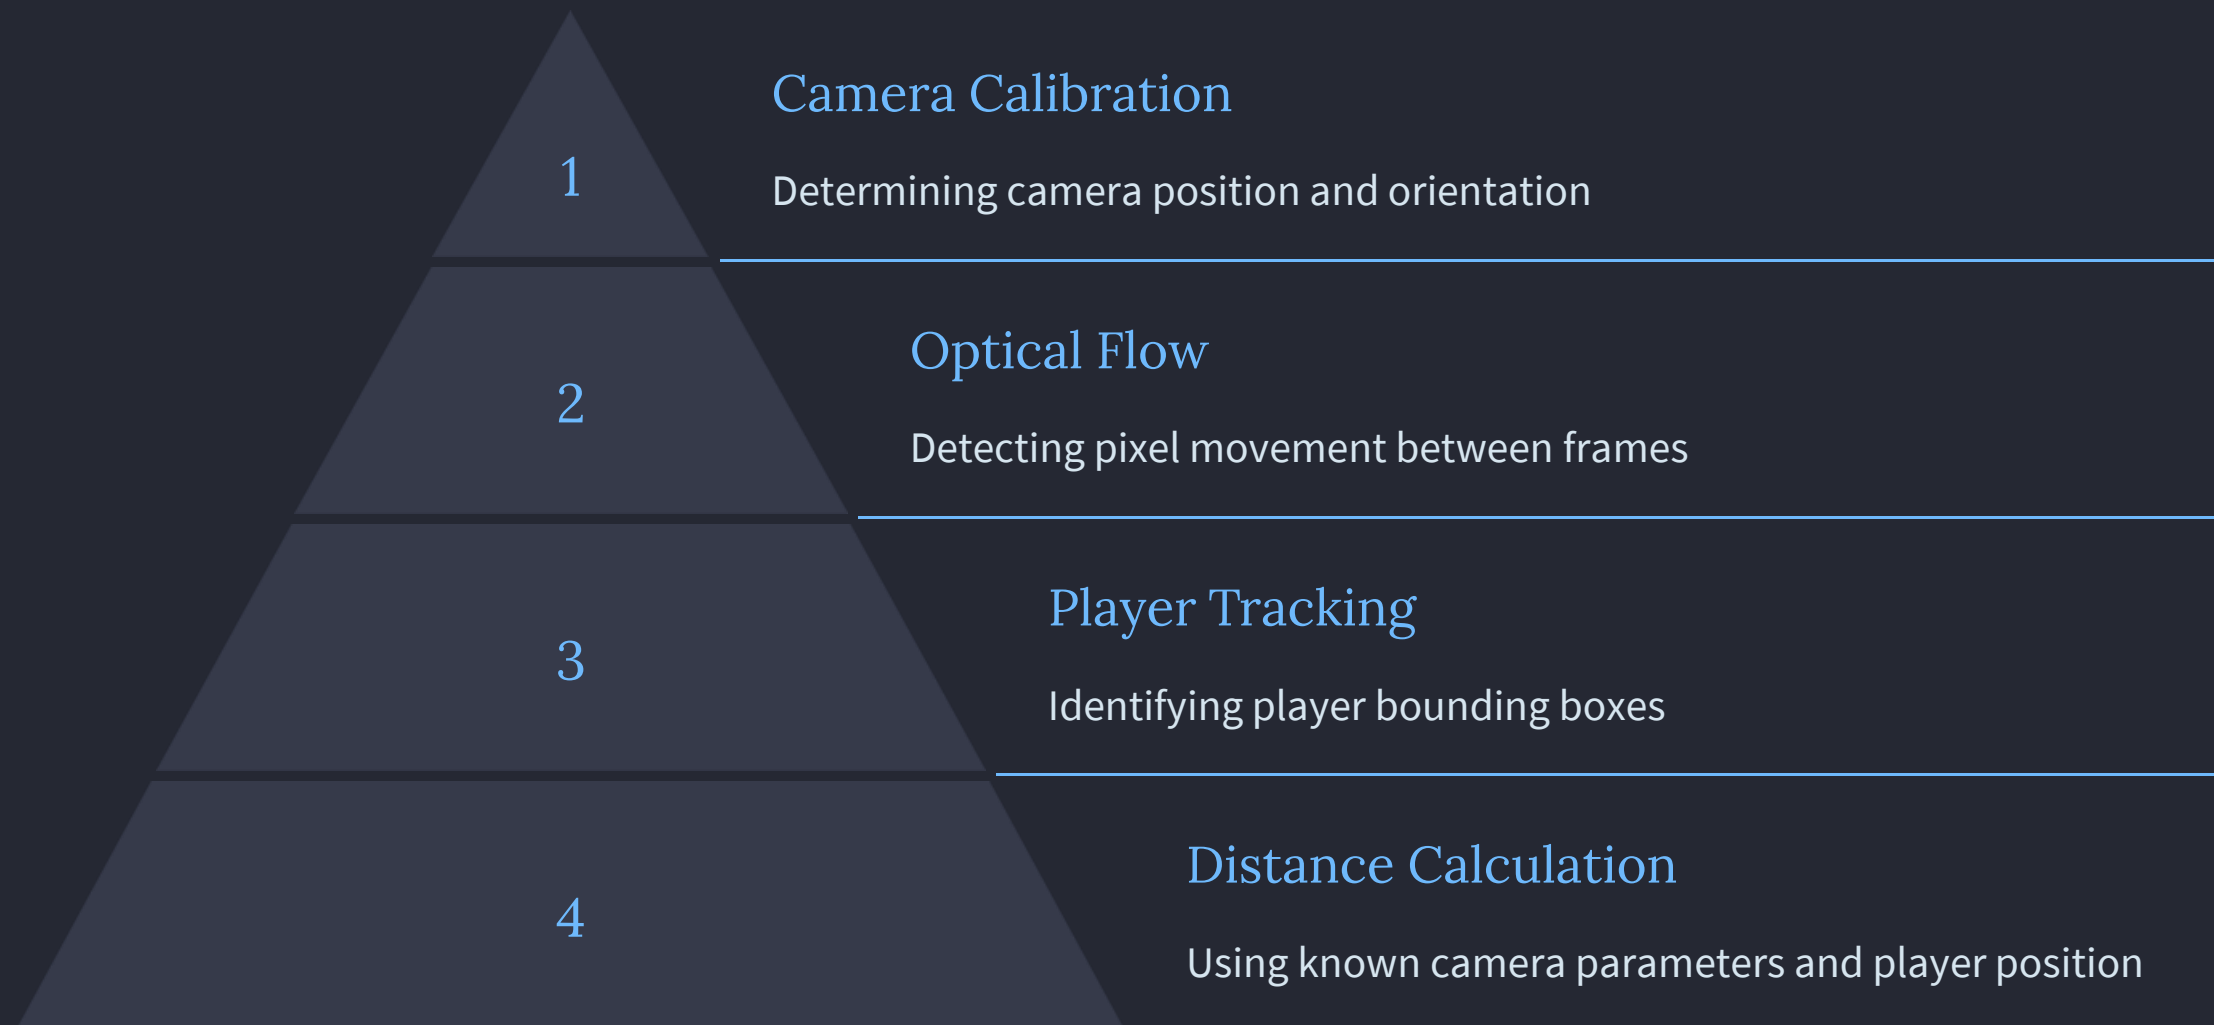 1
Camera Calibration
Determining camera position and orientation
2
Optical Flow
Detecting pixel movement between frames
3
Player Tracking
Identifying player bounding boxes
4
Distance Calculation
Using known camera parameters and player position